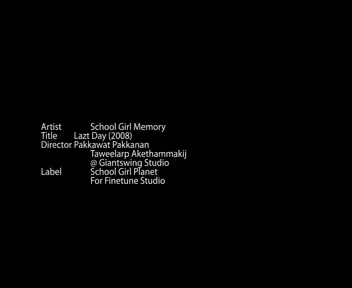 Artist School Girl Memory
Title Lazt Day (2008)
Director Pakkawat Pakkanan
Taweelarp Akethammakij
@ Giantswing Studio
Label School Girl Planet
For Finetune Studio